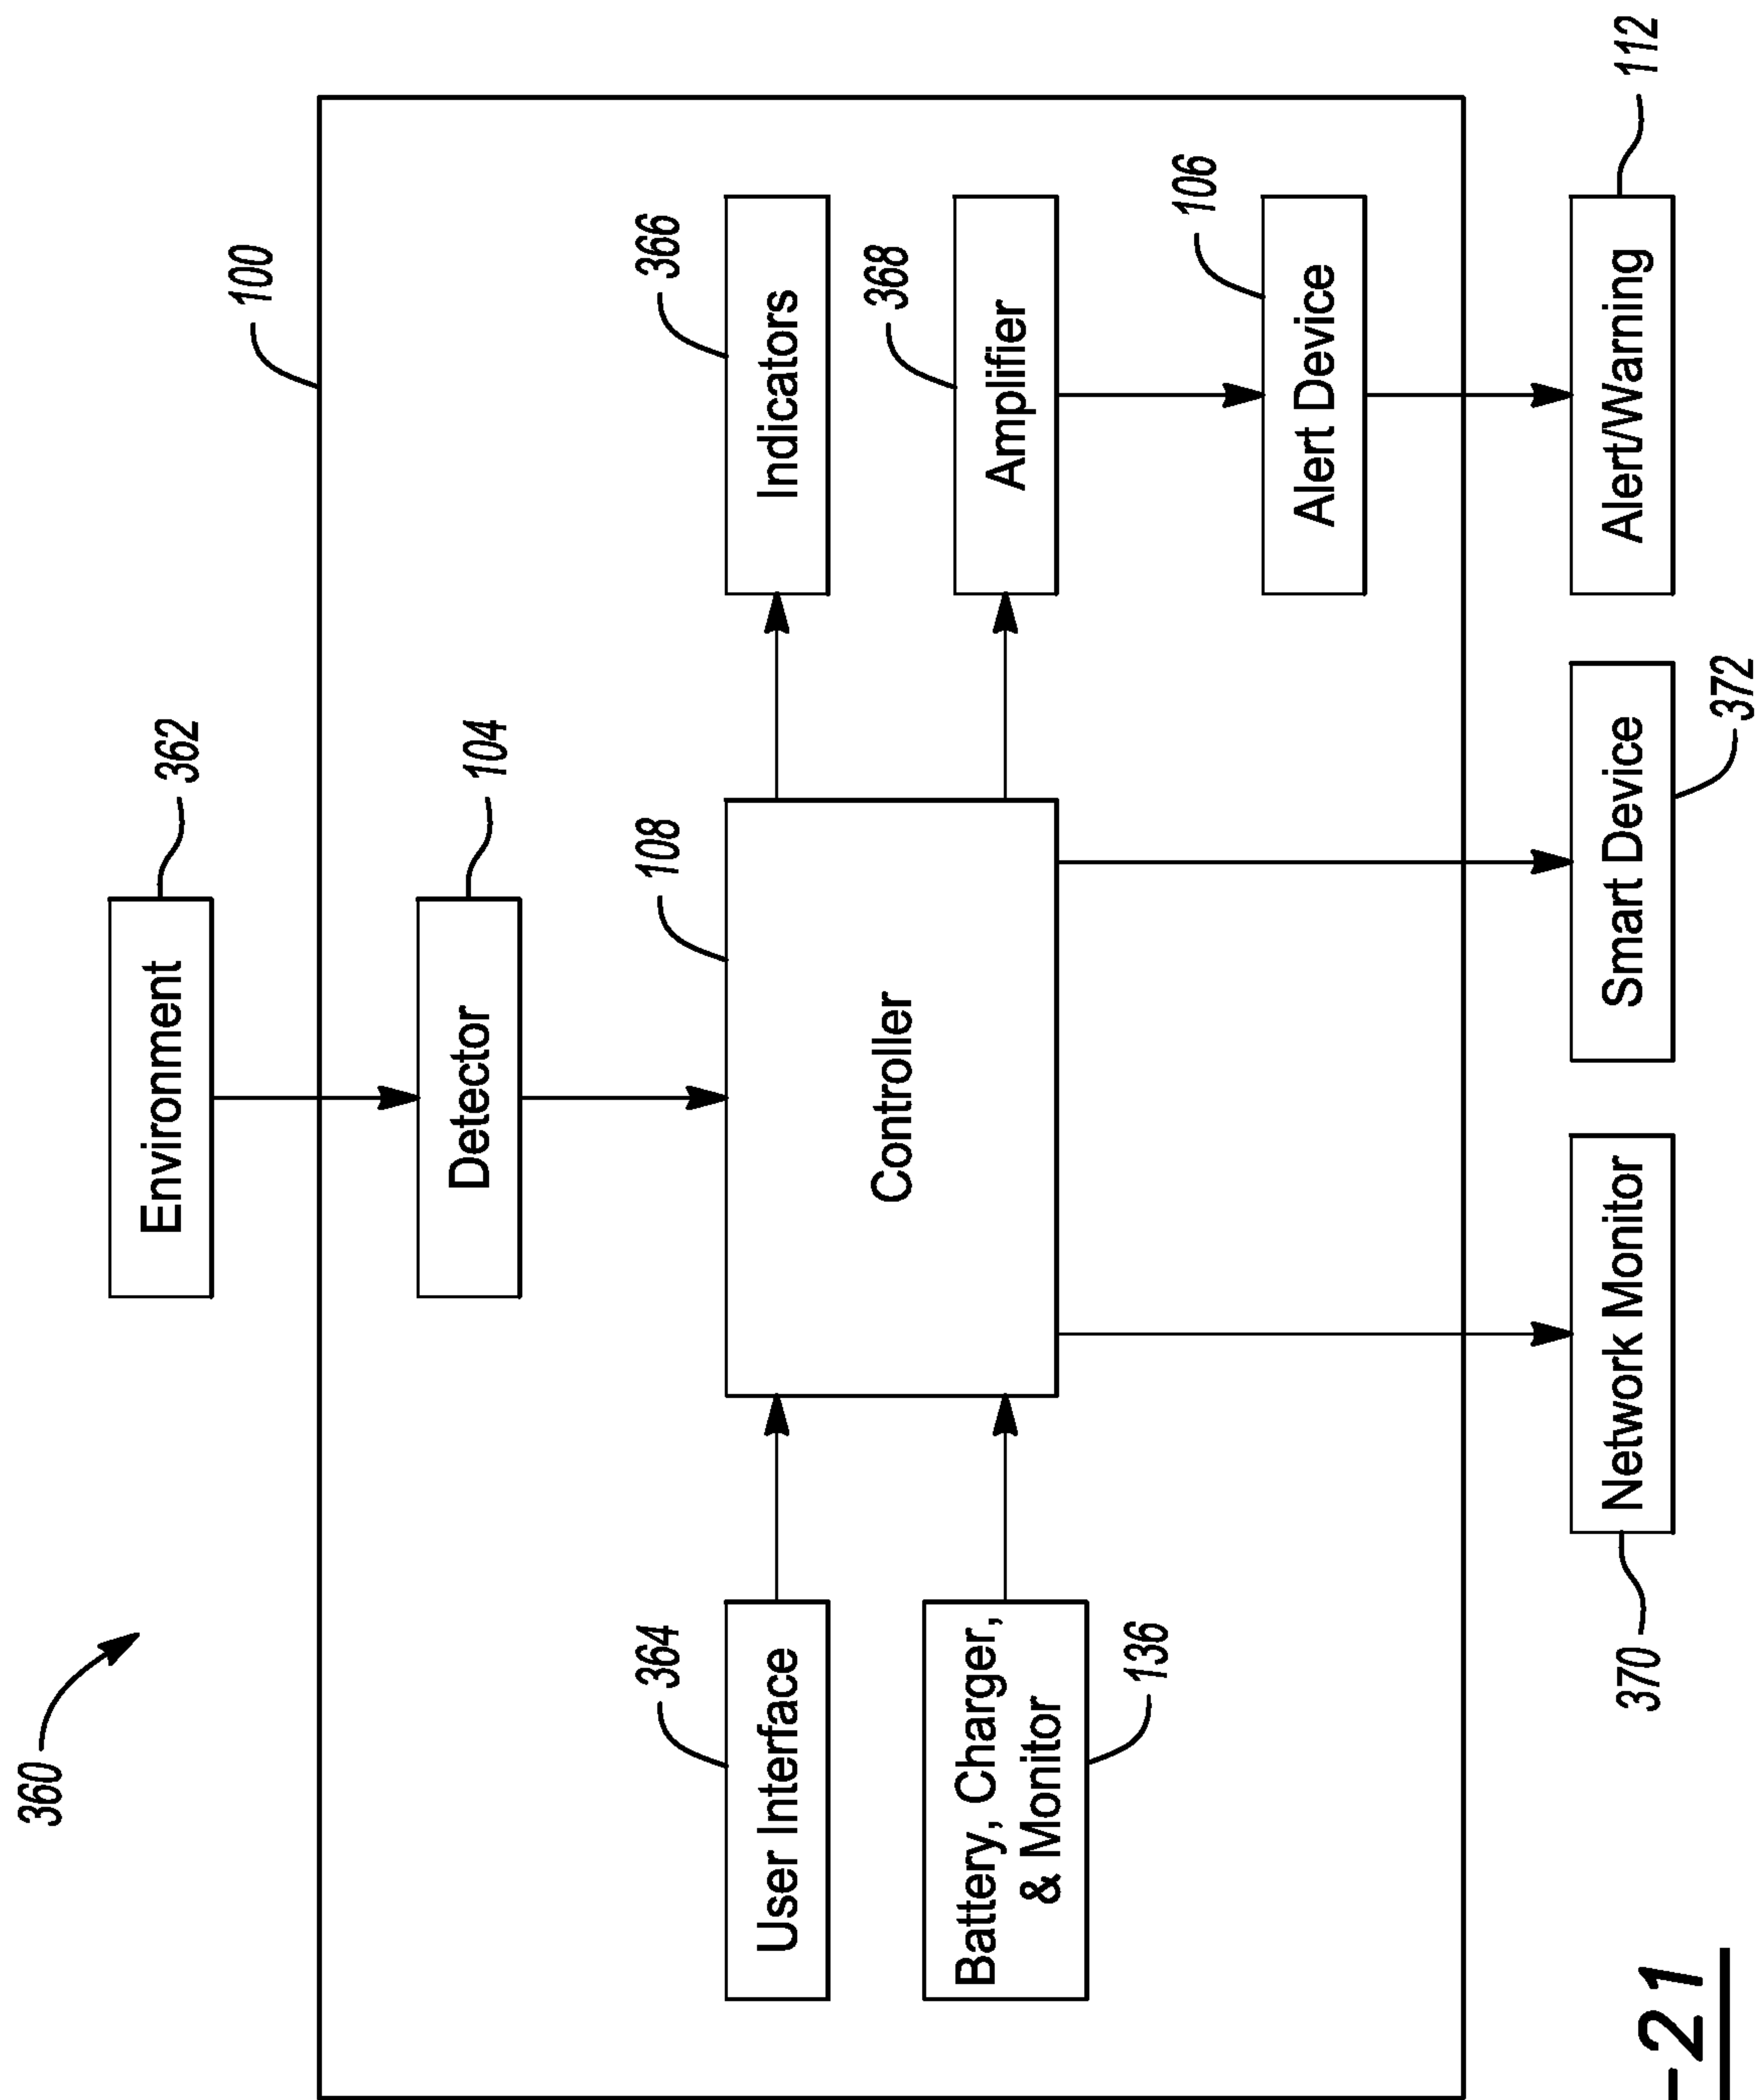 360
Environment
362
100
Detector
104
User Interface
364
Controller
108
Indicators
366
Battery, Charger,
& Monitor
136
Amplifier
368
Alert Device
106
370
Network Monitor
Smart Device
372
Alert/Warning
112
-21